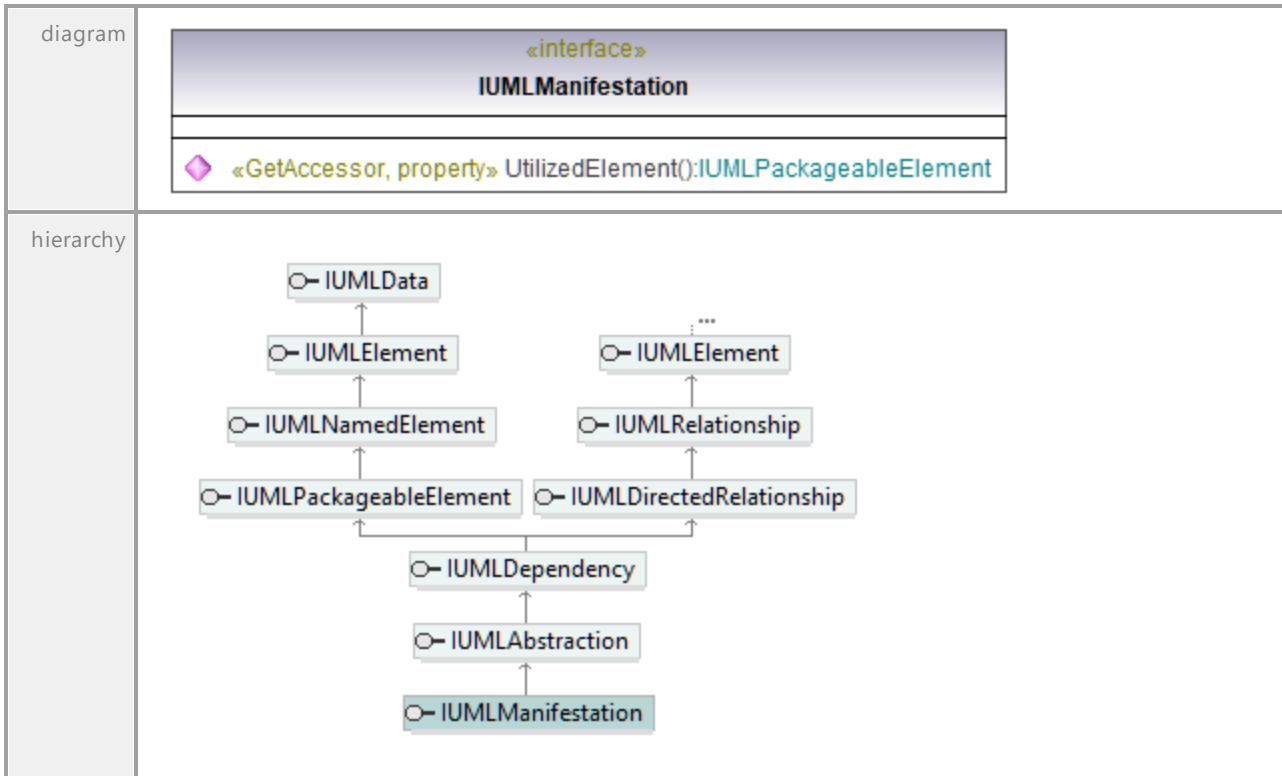 diagram
«interface»
IUMLManifestation
«GetAccessor, property» UtilizedElement():IUMLPackageableElement
hierarchy
IUMLData
...
IUMLElement IUMLElement
IUMLNamedElement IUMLRelationship
IUMLPackageableElement IUMLDirectedRelationship
IUMLDependency
IUMLAbstraction
IUMLManifestation